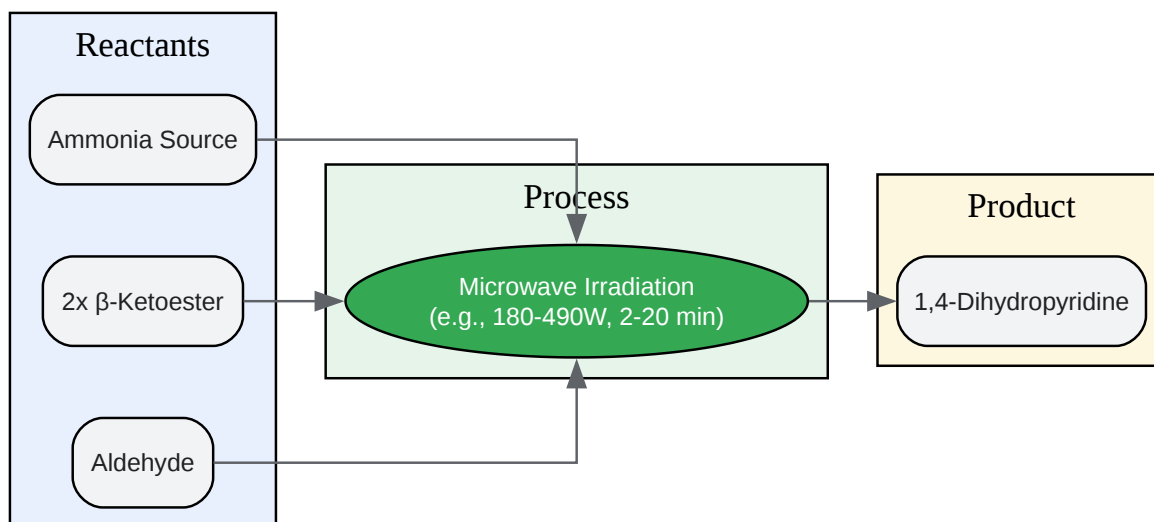 Reactants
Ammonia Source
2x β-Ketoester
Aldehyde
Process
Microwave Irradiation
(e.g., 180-490W, 2-20 min)
Product
1,4-Dihydropyridine